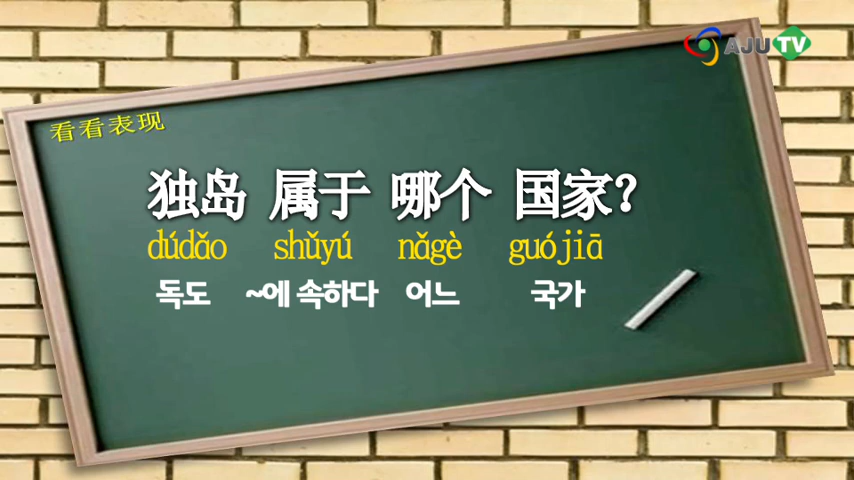 AJU TV
看看表现
独岛 属于 哪个 国家?
dúdǎo shǔyú nǎgè guójiā
독도 ~에 속하다 어느 국가